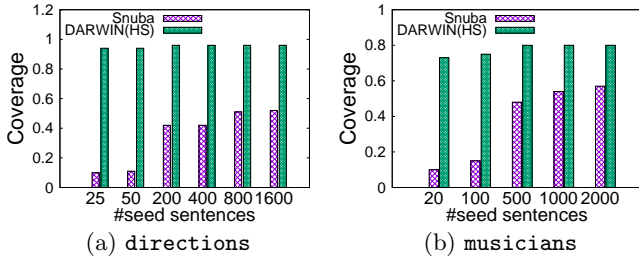 Snuba
DARWIN(HS)
Coverage
1.2
1
0.8
0.6
0.4
0.2
0
25 50 200 400 800 1600
#seed sentences
(a) directions
Snuba
DARWIN(HS)
Coverage
1
0.8
0.6
0.4
0.2
0
20 100 500 1000 2000
#seed sentences
(b) musicians